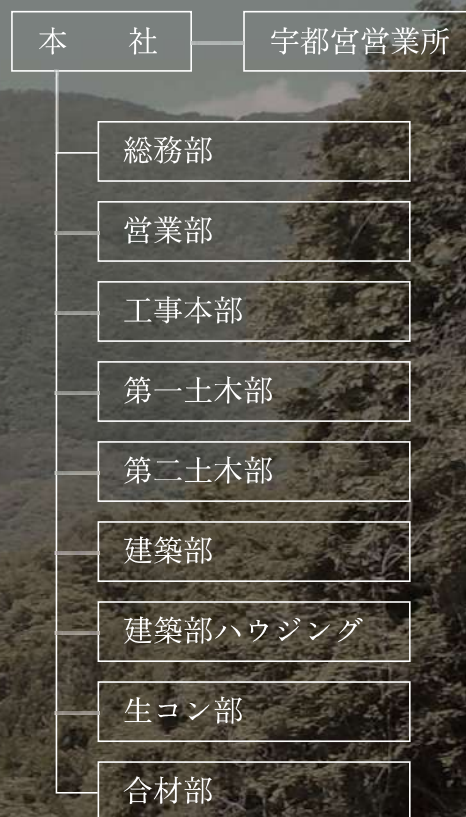 本　　社
宇都宮営業所
総務部
営業部
工事本部
第一土木部
第二土木部
建築部
建築部ハウジング
生コン部
合材部